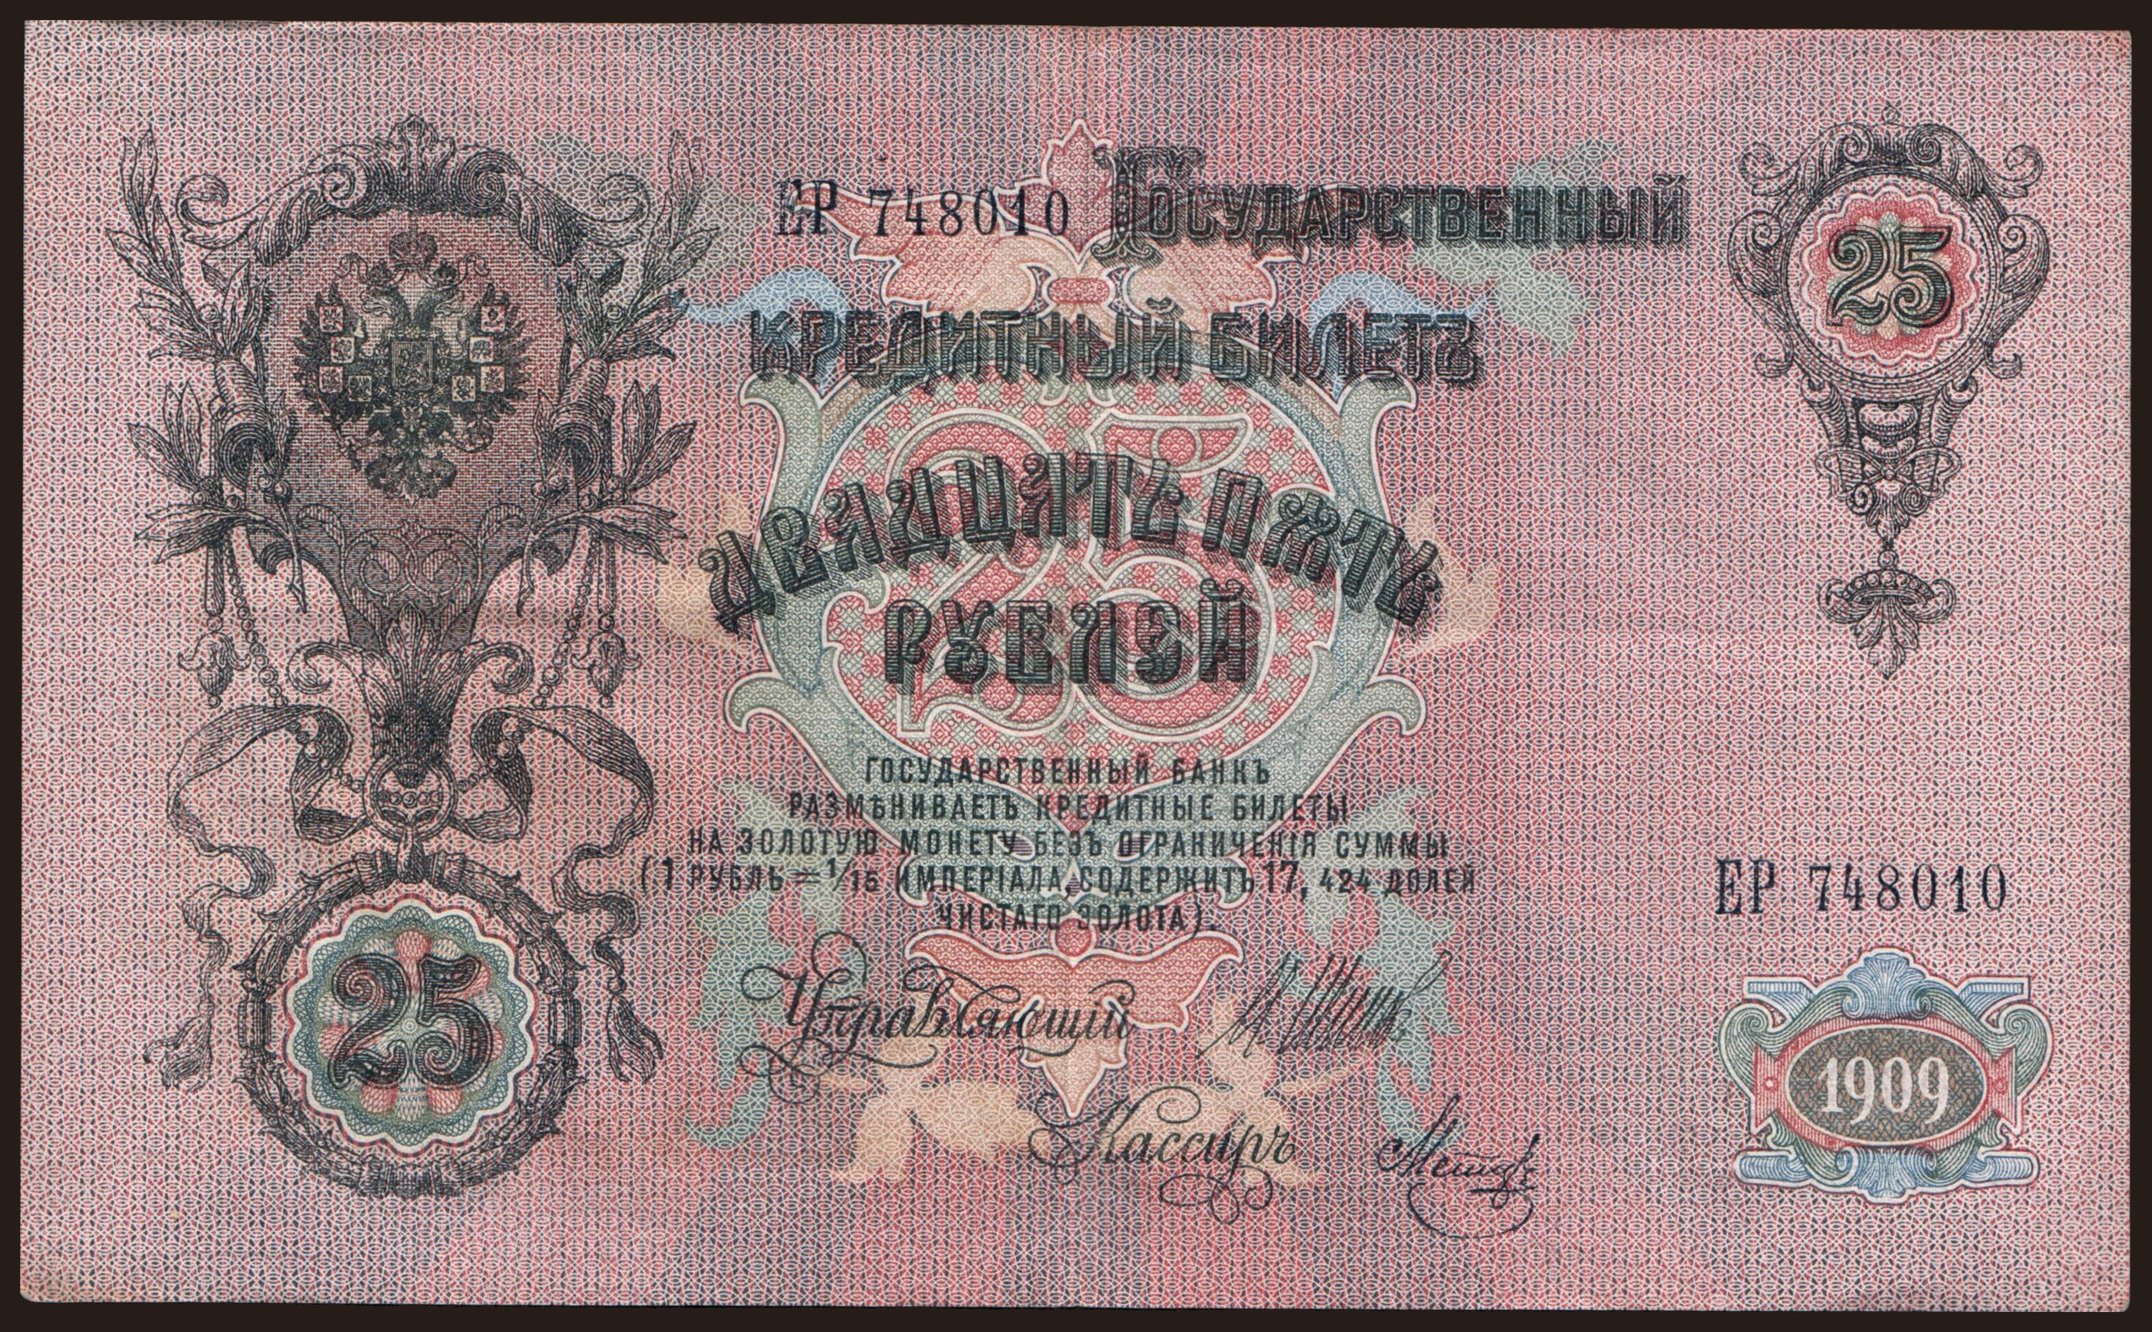 ЕР 748010 Государственный
25
Кредитный Билетъ
Двадцать пять
рублей
ГОСУДАРСТВЕННЫЙ БАНКЪ
РАЗМѢНИВАЕТЪ КРЕДИТНЫЕ БИЛЕТЫ
НА ЗОЛОТУЮ МОНЕТУ БЕЗЪ ОГРАНИЧЕНІЯ СУММЫ
(1 РУБЛЬ = 1/15 ИМПЕРІАЛА, СОДЕРЖИТЪ 17,424 ДОЛЕЙ
ЧИСТАГО ЗОЛОТА).
ЕР 748010
25
25
Управляющій
Кассиръ
1909